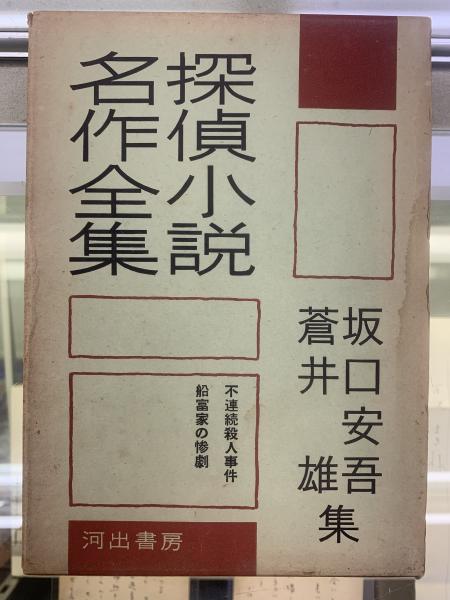 探偵小説
名作全集
坂口安吾
蒼井雄
集
不連続殺人事件
船富家の惨劇
河出書房